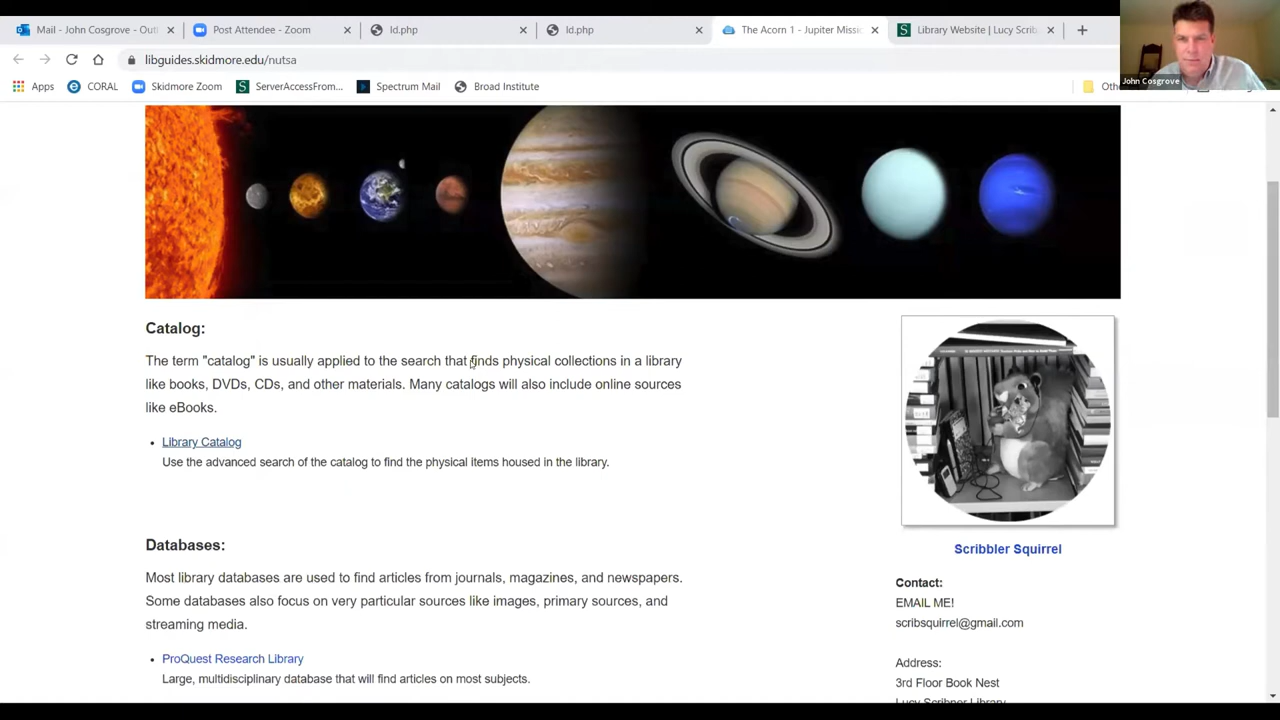 Mail - John Cosgrove - Out
Post Attendee - Zoom
ld.php
ld.php
The Acorn 1 - Jupiter Missi
Library Website | Lucy Scrib
libguides.skidmore.edu/nutsa
Apps
CORAL
Skidmore Zoom
ServerAccessFrom...
Spectrum Mail
Broad Institute
John Cosgrove
Catalog:
The term "catalog" is usually applied to the search that finds physical collections in a library
like books, DVDs, CDs, and other materials. Many catalogs will also include online sources
like eBooks.
• Library Catalog
Use the advanced search of the catalog to find the physical items housed in the library.
Databases:
Most library databases are used to find articles from journals, magazines, and newspapers.
Some databases also focus on very particular sources like images, primary sources, and
streaming media.
• ProQuest Research Library
Large, multidisciplinary database that will find articles on most subjects.
Scribbler Squirrel
Contact:
EMAIL ME!
scribsquirrel@gmail.com
Address:
3rd Floor Book Nest
Lucy Scribner Library